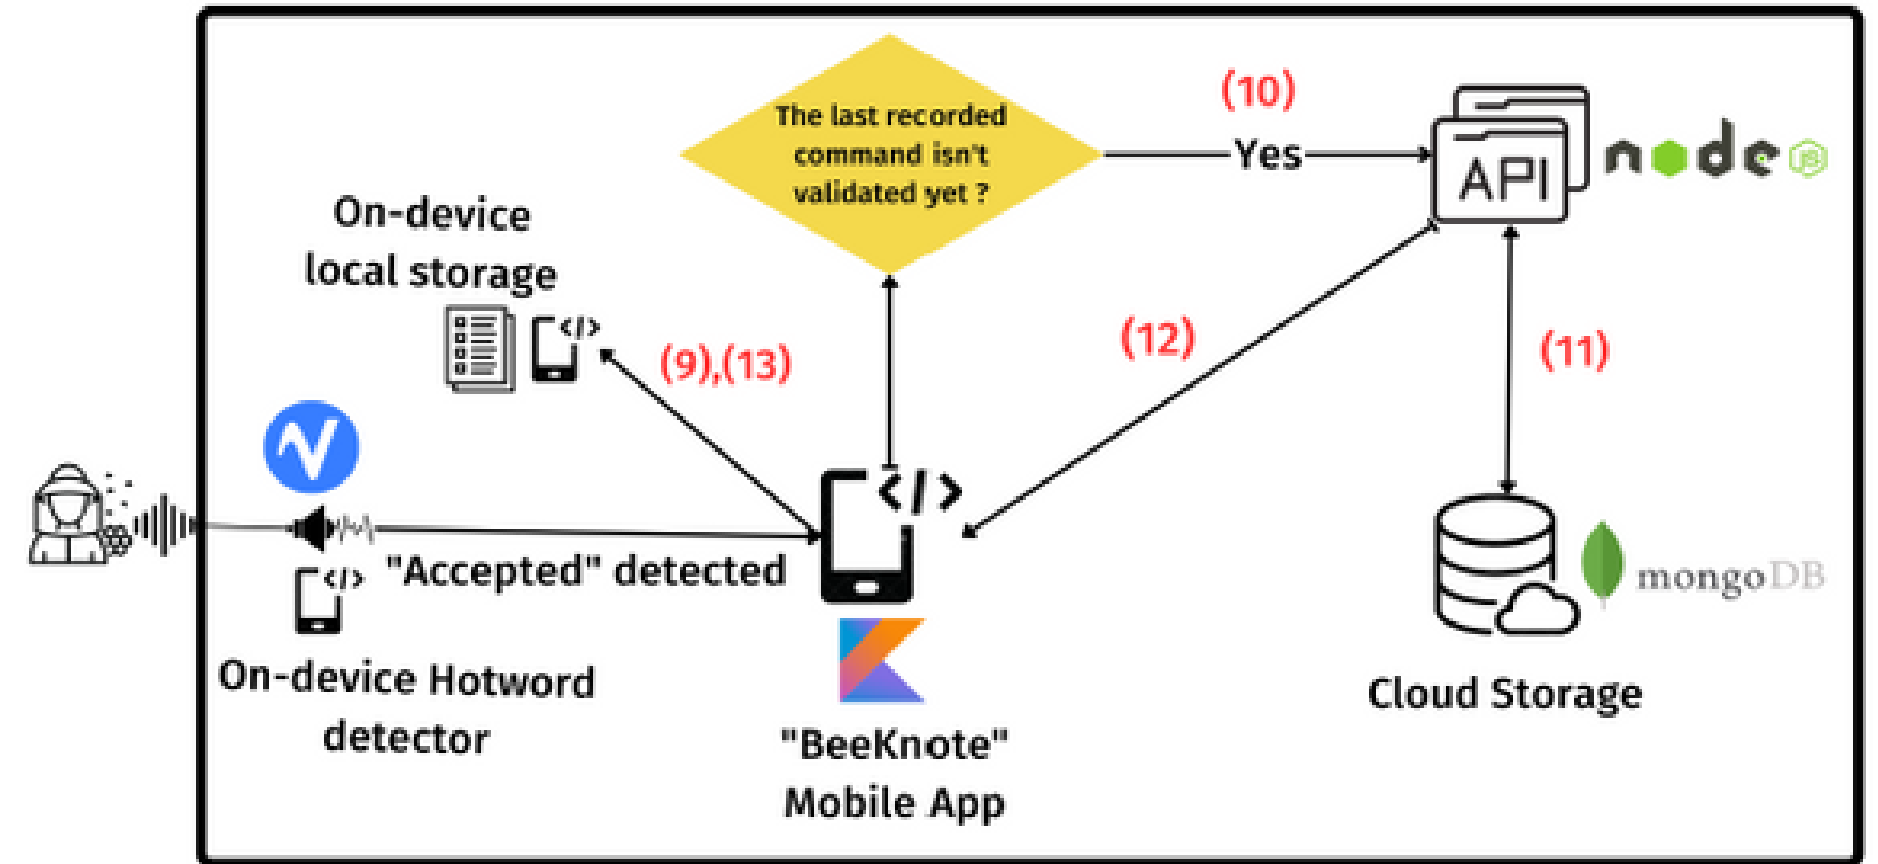 The last recorded
command isn't
validated yet ?
(10)
Yes
API
node JS
On-device
local storage
</>
(9),(13)
(12)
(11)
</>
"Accepted" detected
</>
On-device Hotword
detector
"BeeKnote"
Mobile App
mongoDB
Cloud Storage